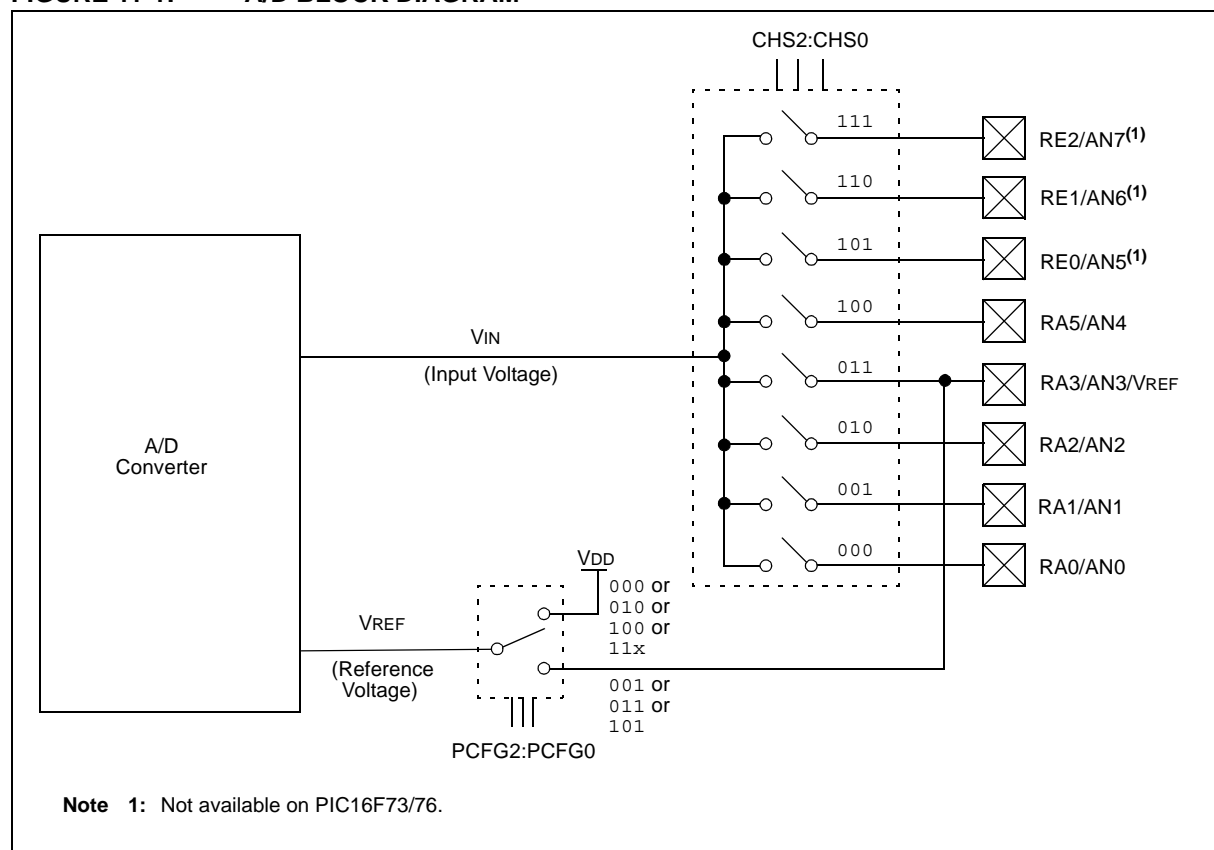 A/D BLOCK DIAGRAM
CHS2:CHS0
111
RE2/AN7(1)
110
RE1/AN6(1)
101
RE0/AN5(1)
100
RA5/AN4
VIN
(Input Voltage)
011
RA3/AN3/VREF
A/D
Converter
010
RA2/AN2
001
RA1/AN1
000
RA0/AN0
VDD
000 or
010 or
100 or
11x
VREF
(Reference
Voltage)
001 or
011 or
101
PCFG2:PCFG0
Note 1: Not available on PIC16F73/76.